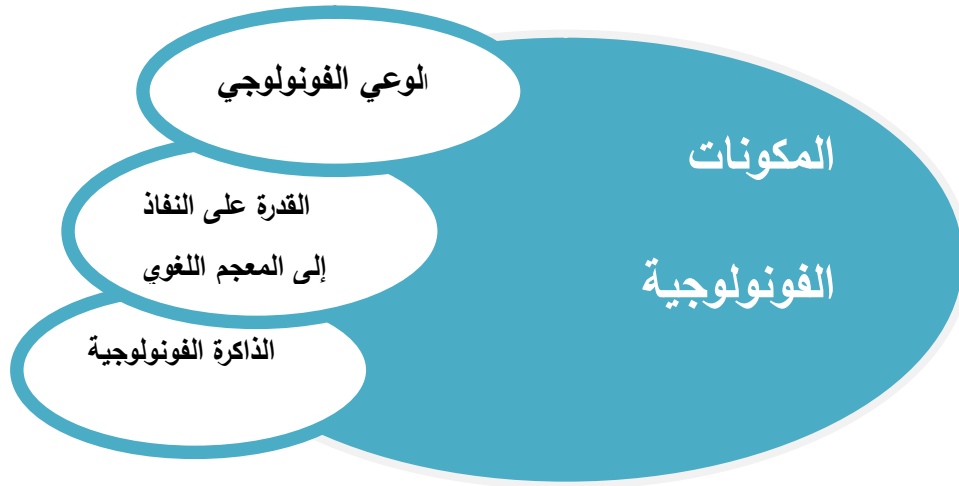 الوعي الفونولوجي
المكونات
القدرة على النفاذ
إلى المعجم اللغوي
الفونولوجية
الذاكرة الفونولوجية